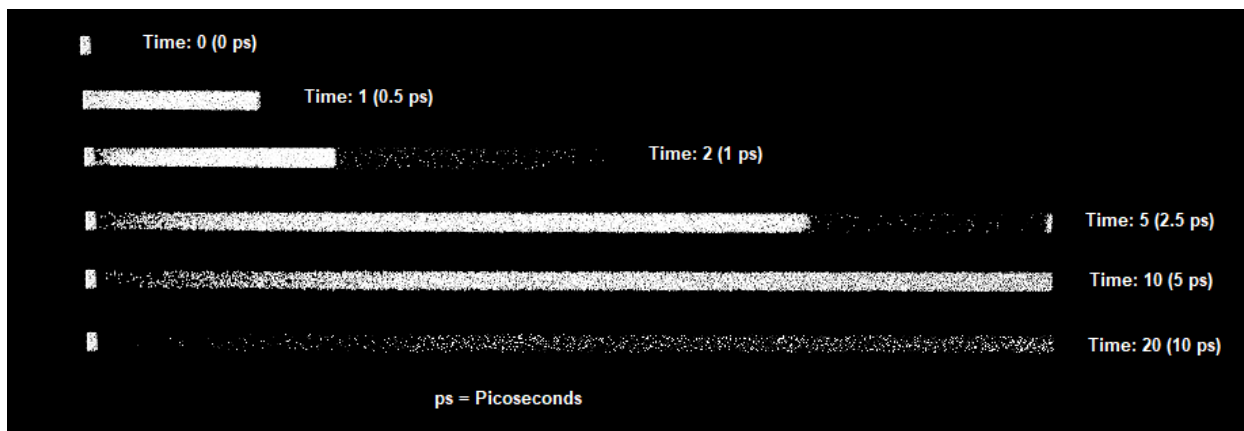 Time: 0 (0 ps)
Time: 1 (0.5 ps)
Time: 2 (1 ps)
Time: 5 (2.5 ps)
Time: 10 (5 ps)
Time: 20 (10 ps)
ps = Picoseconds